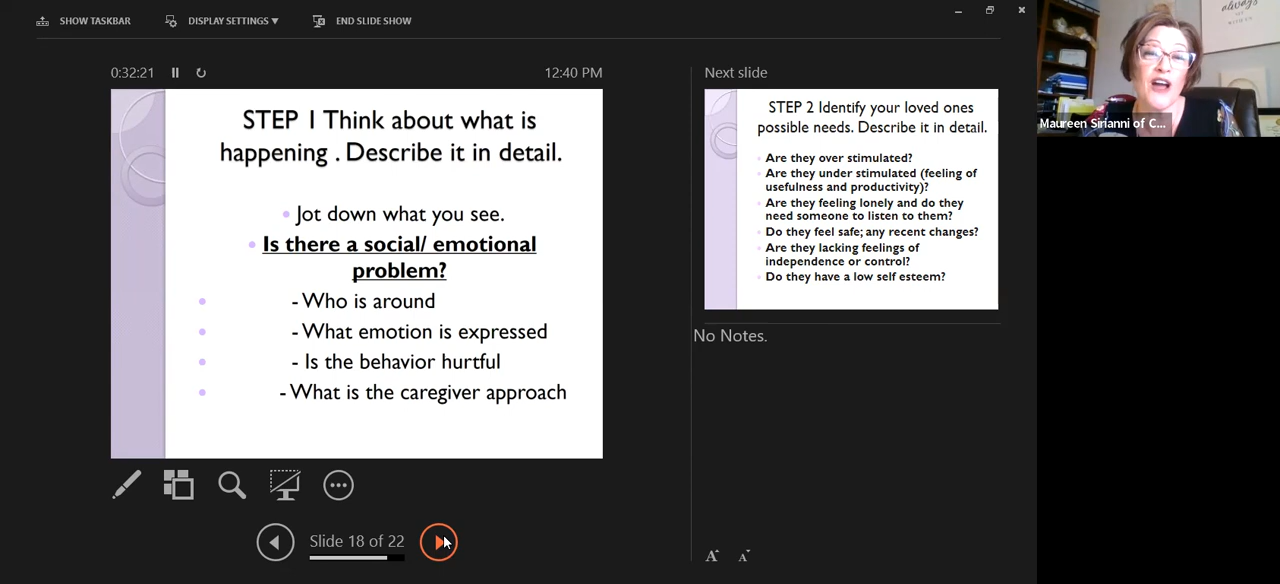 SHOW TASKBAR
DISPLAY SETTINGS ▼
END SLIDE SHOW
0:32:21
12:40 PM
STEP 1 Think about what is
happening . Describe it in detail.
Jot down what you see.
Is there a social/ emotional
problem?
- Who is around
- What emotion is expressed
- Is the behavior hurtful
- What is the caregiver approach
Slide 18 of 22
Next slide
STEP 2 Identify your loved ones
possible needs. Describe it in detail.
Are they over stimulated?
Are they under stimulated (feeling of
usefulness and productivity)?
Are they feeling lonely and do they
need someone to listen to them?
Do they feel safe; any recent changes?
Are they lacking feelings of
independence or control?
Do they have a low self esteem?
No Notes.
A A
always
Maureen Sirianni of C...